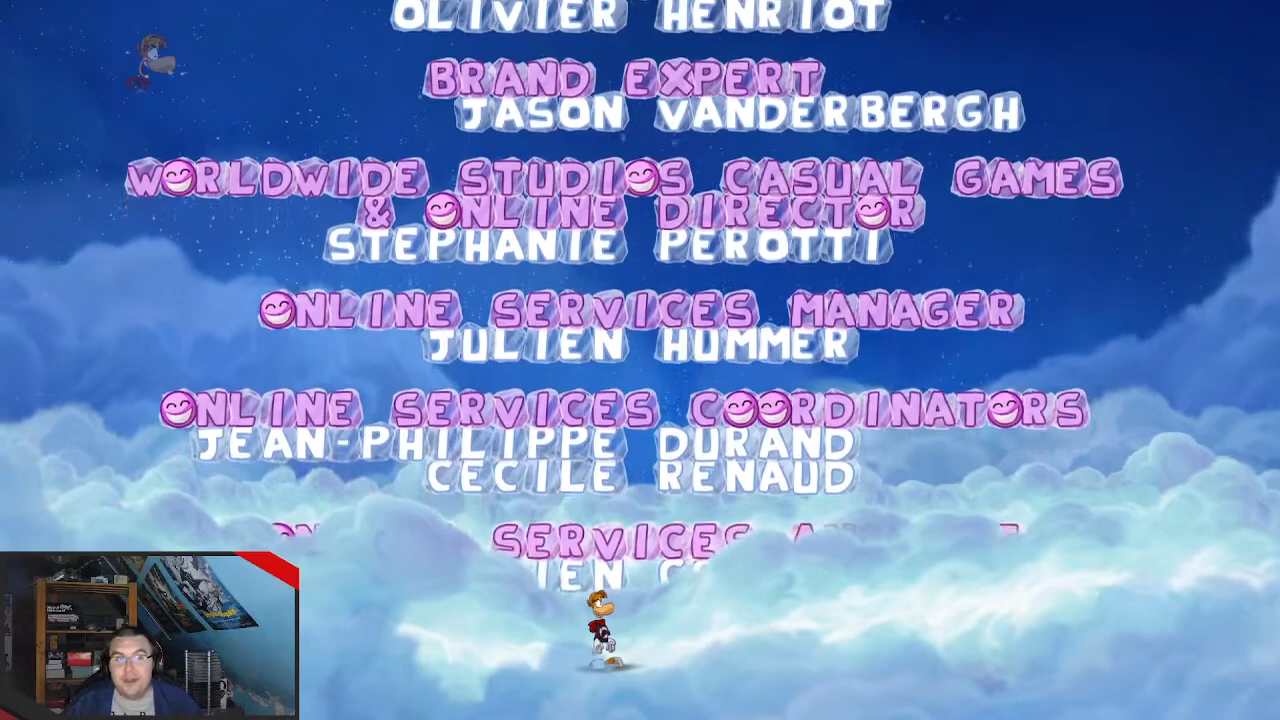 OLIVIER HENRIOT
BRAND EXPERT
JASON VANDERBERGH
WORLDWIDE STUDIOS CASUAL GAMES
& ONLINE DIRECTOR
STEPHANIE PEROTTI
ONLINE SERVICES MANAGER
JULIEN HUMMER
ONLINE SERVICES COORDINATORS
JEAN-PHILIPPE DURAND
CECILE RENAUD
SERVICES